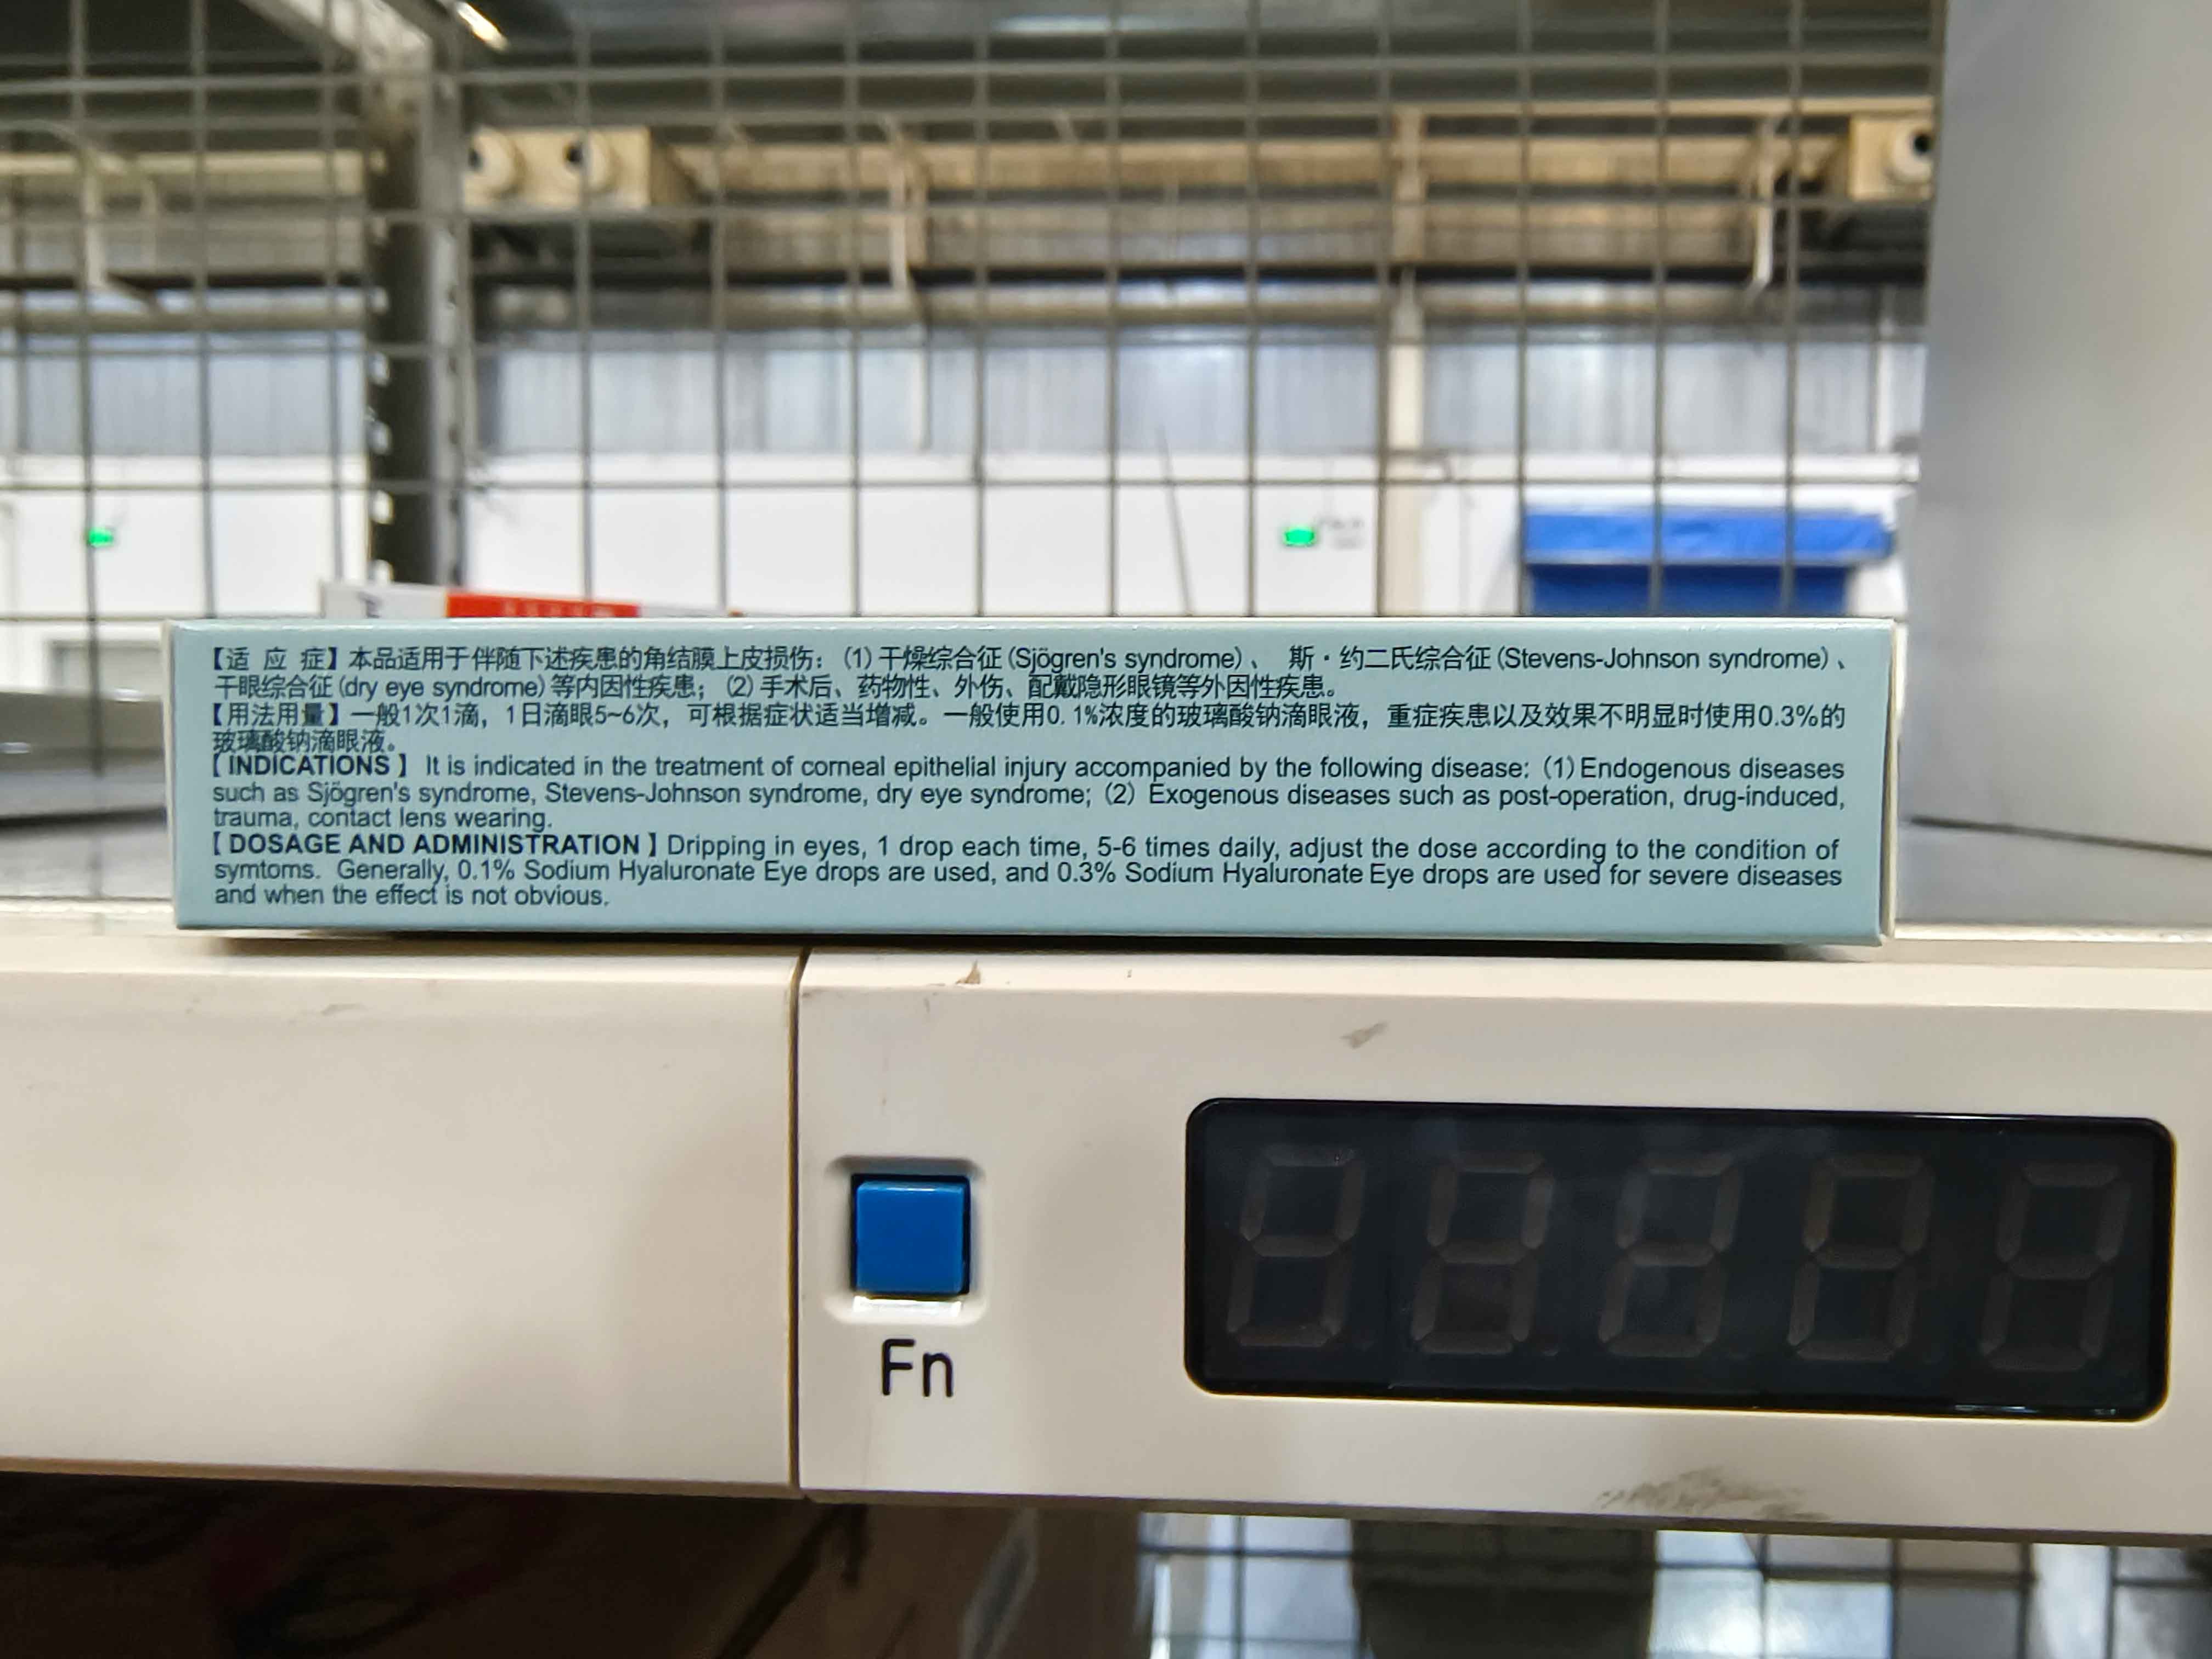 【适 应 症】本品适用于伴随下述疾患的角结膜上皮损伤：(1)干燥综合征(Sjögren's syndrome)、 斯·约二氏综合征(Stevens-Johnson syndrome)、
干眼综合征(dry eye syndrome)等内因性疾患；(2)手术后、药物性、外伤、配戴隐形眼镜等外因性疾患。
【用法用量】一般1次1滴，1日滴眼5~6次，可根据症状适当增减。一般使用0.1%浓度的玻璃酸钠滴眼液，重症疾患以及效果不明显时使用0.3%的
玻璃酸钠滴眼液。
【INDICATIONS】 It is indicated in the treatment of corneal epithelial injury accompanied by the following disease: (1) Endogenous diseases
such as Sjögren's syndrome, Stevens-Johnson syndrome, dry eye syndrome; (2) Exogenous diseases such as post-operation, drug-induced,
trauma, contact lens wearing.
【DOSAGE AND ADMINISTRATION】Dripping in eyes, 1 drop each time, 5-6 times daily, adjust the dose according to the condition of
symtoms. Generally, 0.1% Sodium Hyaluronate Eye drops are used, and 0.3% Sodium Hyaluronate Eye drops are used for severe diseases
and when the effect is not obvious.
Fn